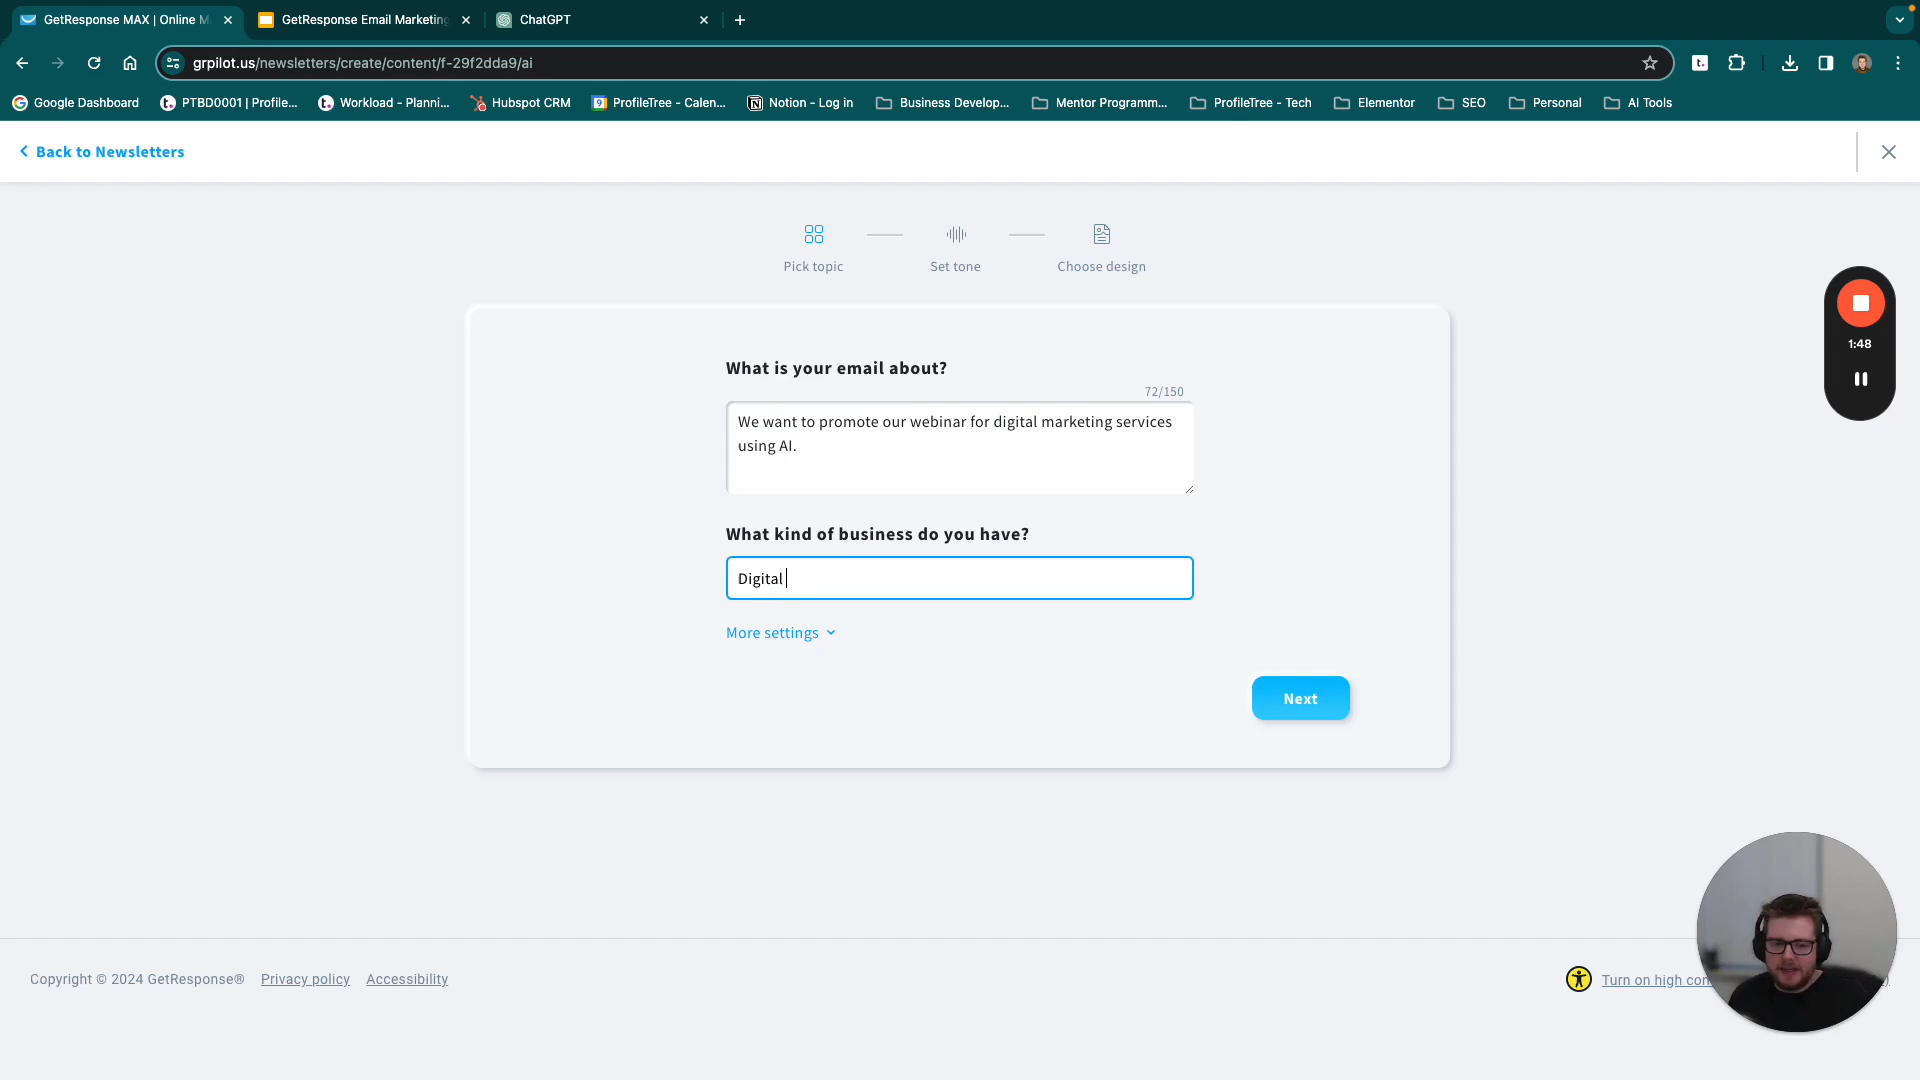 GetResponse MAX | Online M
GetResponse Email Marketing
ChatGPT
grpilot.us/newsletters/create/content/f-29f2dda9/ai
Google Dashboard
PTBD0001 | Profile...
Workload - Planni...
Hubspot CRM
ProfileTree - Calen...
Notion - Log in
Business Develop...
Mentor Programm...
ProfileTree - Tech
Elementor
SEO
Personal
AI Tools
Back to Newsletters
Pick topic
Set tone
Choose design
1:48
What is your email about?
72/150
We want to promote our webinar for digital marketing services
using AI.
What kind of business do you have?
Digital
More settings
Next
Copyright © 2024 GetResponse®
Privacy policy
Accessibility
Turn on high con